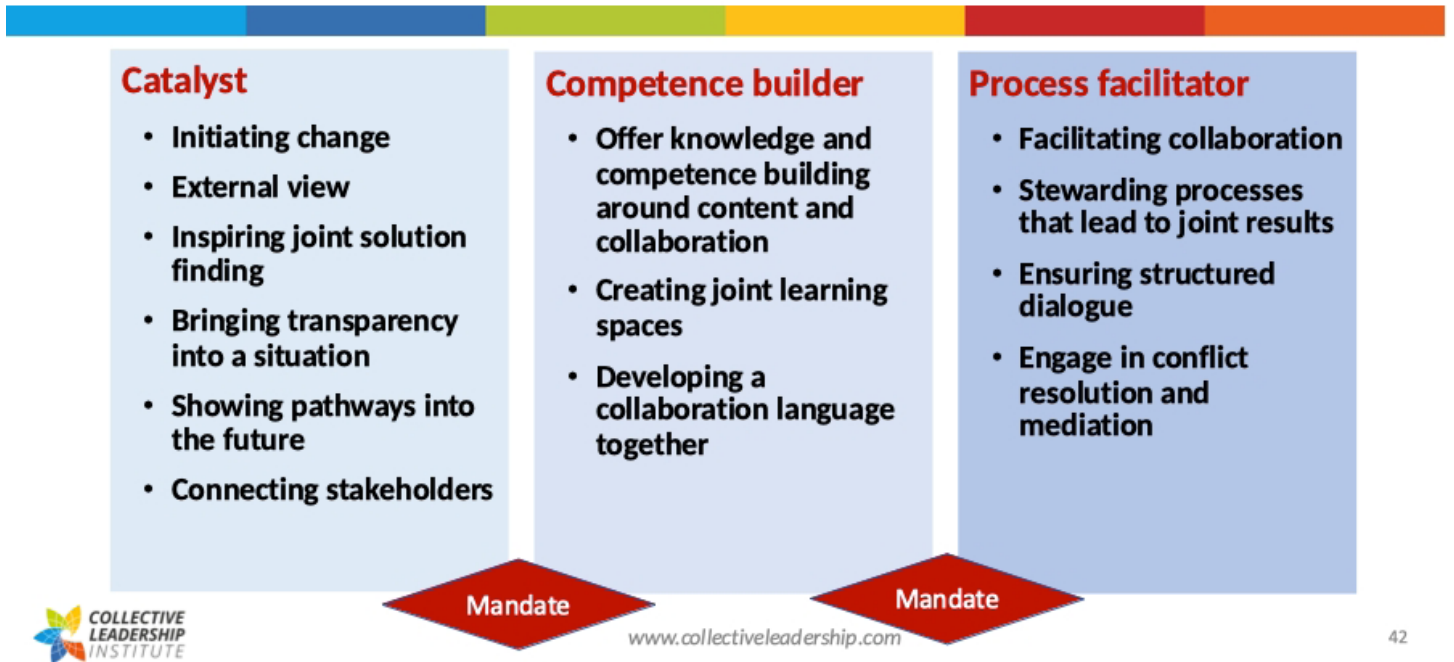 Catalyst
• Initiating change
• External view
• Inspiring joint solution
finding
• Bringing transparency
into a situation
• Showing pathways into
the future
• Connecting stakeholders
Competence builder
• Offer knowledge and
competence building
around content and
collaboration
• Creating joint learning
spaces
• Developing a
collaboration language
together
Process facilitator
• Facilitating collaboration
• Stewarding processes
that lead to joint results
• Ensuring structured
dialogue
• Engage in conflict
resolution and
mediation
Mandate
Mandate
COLLECTIVE
LEADERSHIP
INSTITUTE
www.collectiveleadership.com
42